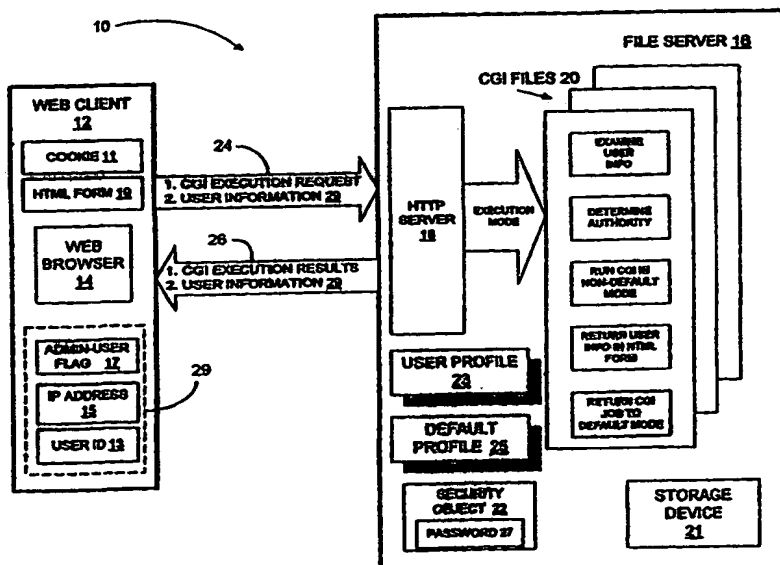 10
FILE SERVER 16
CGI FILES 20
WEB CLIENT
12
COOKIE 11
HTML FORM 19
WEB
BROWSER
14
ADMIN-USER
FLAG 17
IP ADDRESS
15
USER ID 13
29
24
1. CGI EXECUTION REQUEST
2. USER INFORMATION 29
26
1. CGI EXECUTION RESULTS
2. USER INFORMATION 29
HTTP
SERVER
18
EXECUTION
MODE
EXAMINE
USER
INFO
DETERMINE
AUTHORITY
RUN CGI IN
NON-DEFAULT
MODE
RETURN USER
INFO IN HTML
FORM
RETURN CGI
JOB TO
DEFAULT MODE
USER PROFILE
23
DEFAULT
PROFILE 25
SECURITY
OBJECT 22
PASSWORD 27
STORAGE
DEVICE
21